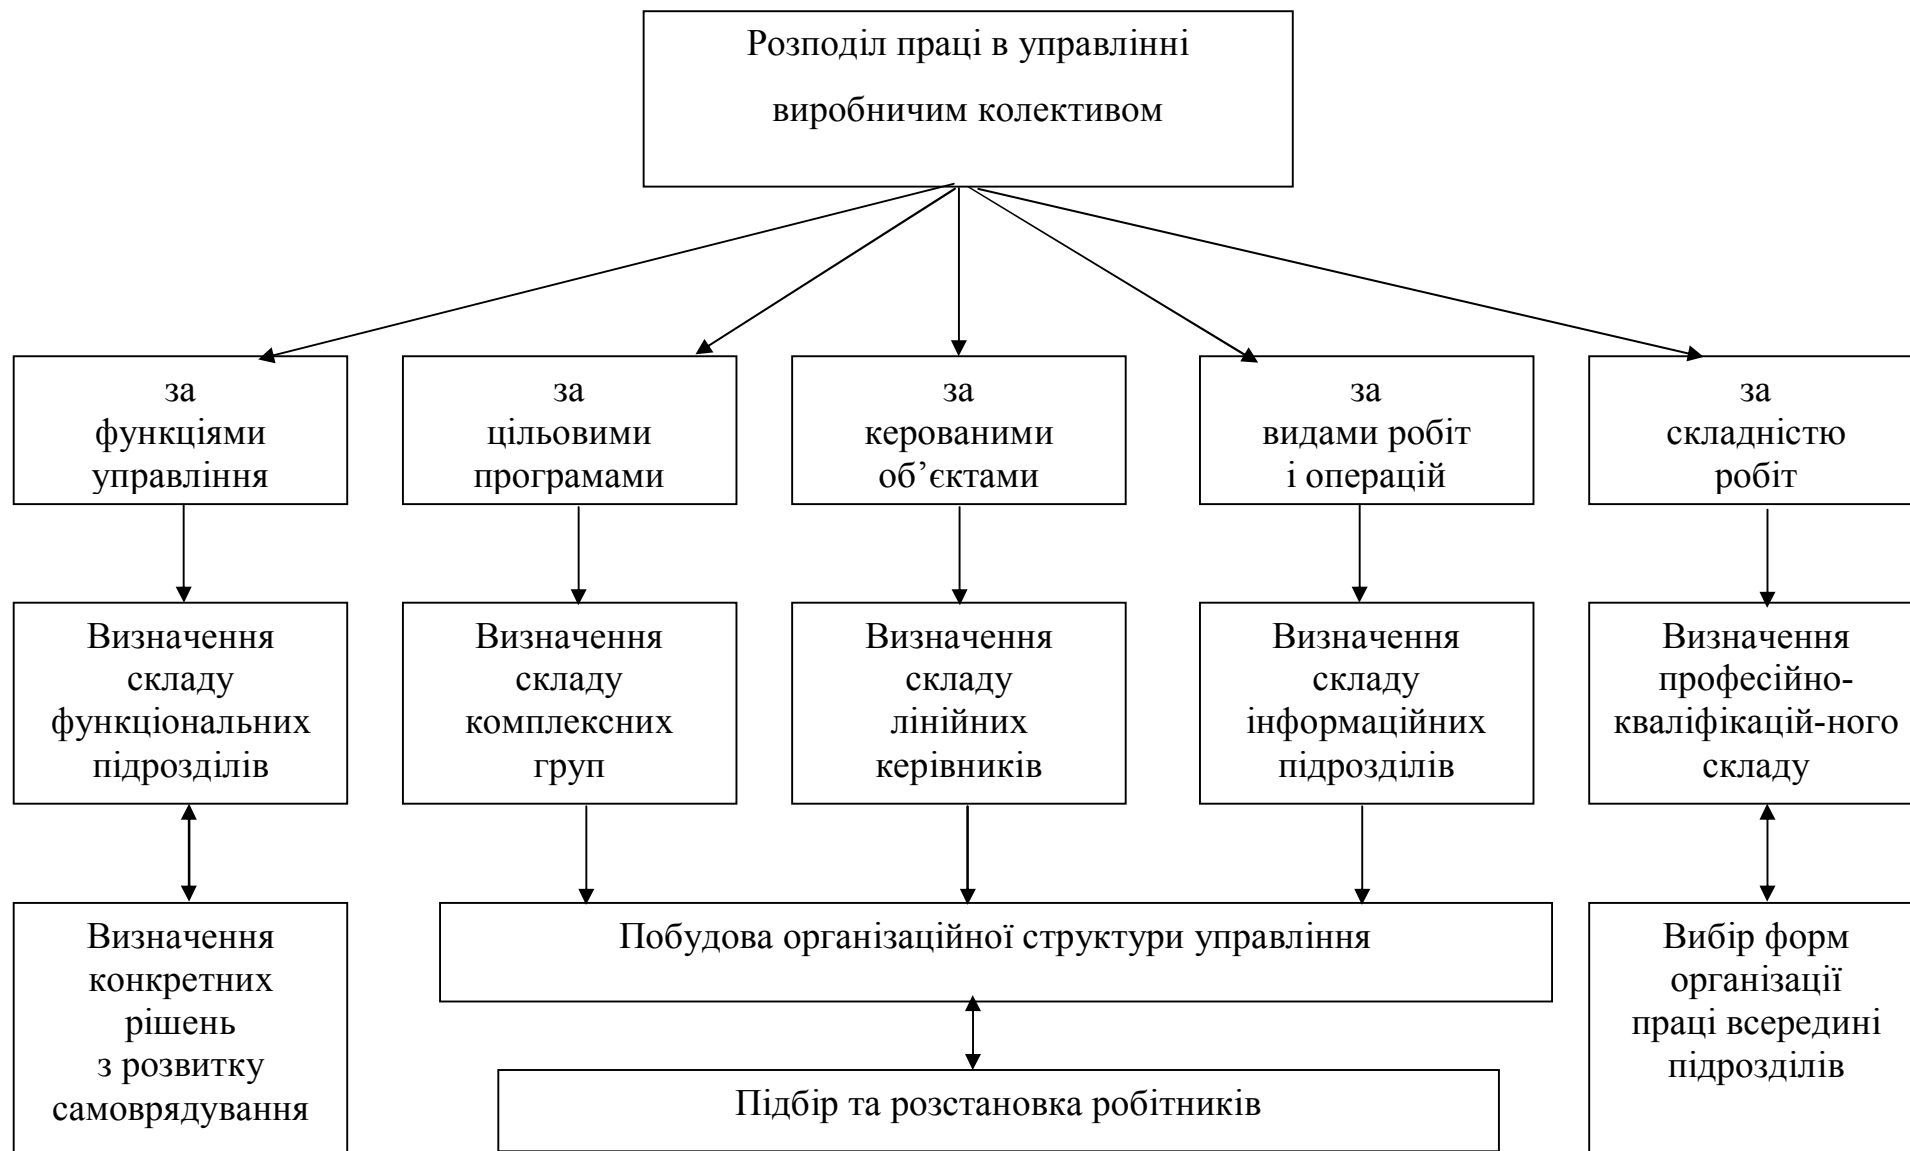 Розподіл праці в управлінні
виробничим колективом
за
функціями
управління
за
цільовими
програмами
за
керованими
об’єктами
за
видами робіт
і операцій
за
складністю
робіт
Визначення
складу
функціональних
підрозділів
Визначення
складу
комплексних
груп
Визначення
складу
лінійних
керівників
Визначення
складу
інформаційних
підрозділів
Визначення
професійно-
кваліфікацій-ного
складу
Визначення
конкретних
рішень
з розвитку
самоврядування
Побудова організаційної структури управління
Підбір та розстановка робітників
Вибір форм
організації
праці всередині
підрозділів